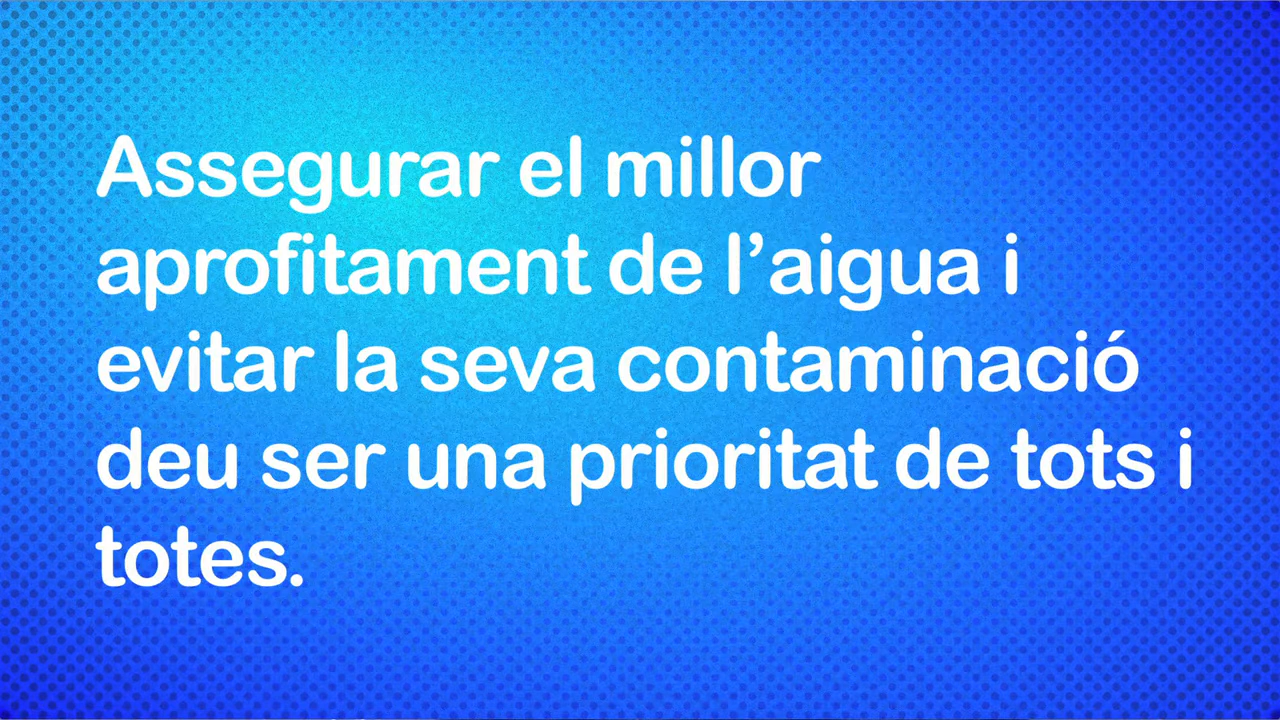 Assegurar el millor
aprofitament de l’aigua i
evitar la seva contaminació
deu ser una prioritat de tots i
totes.